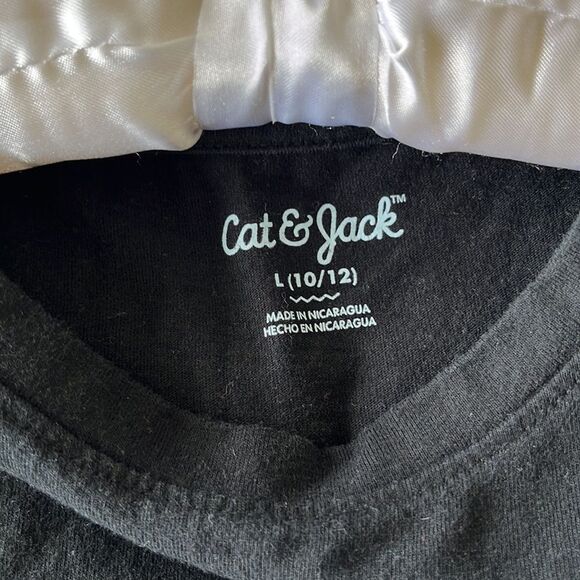 Cat & Jack™
L (10/12)
MADE IN NICARAGUA
HECHO EN NICARAGUA